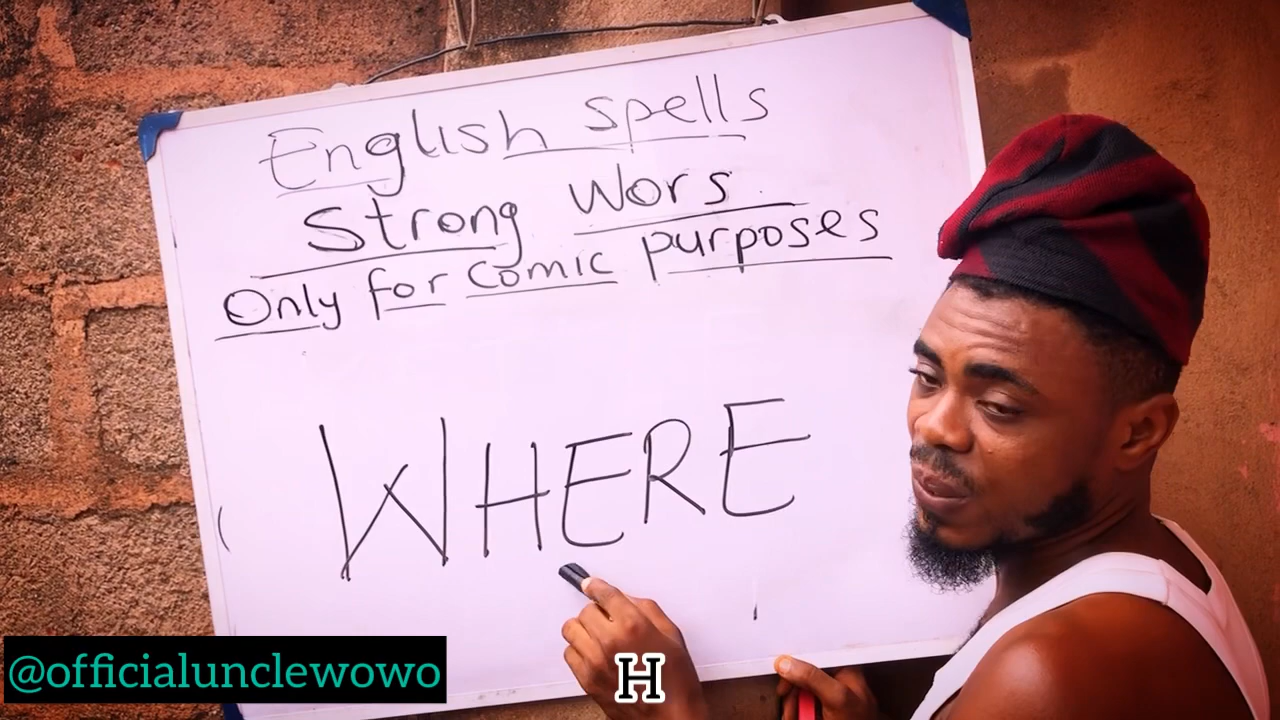 English spells
Strong Wors.
Only for Comic purposes
WHERE
@officialunclewowo
H